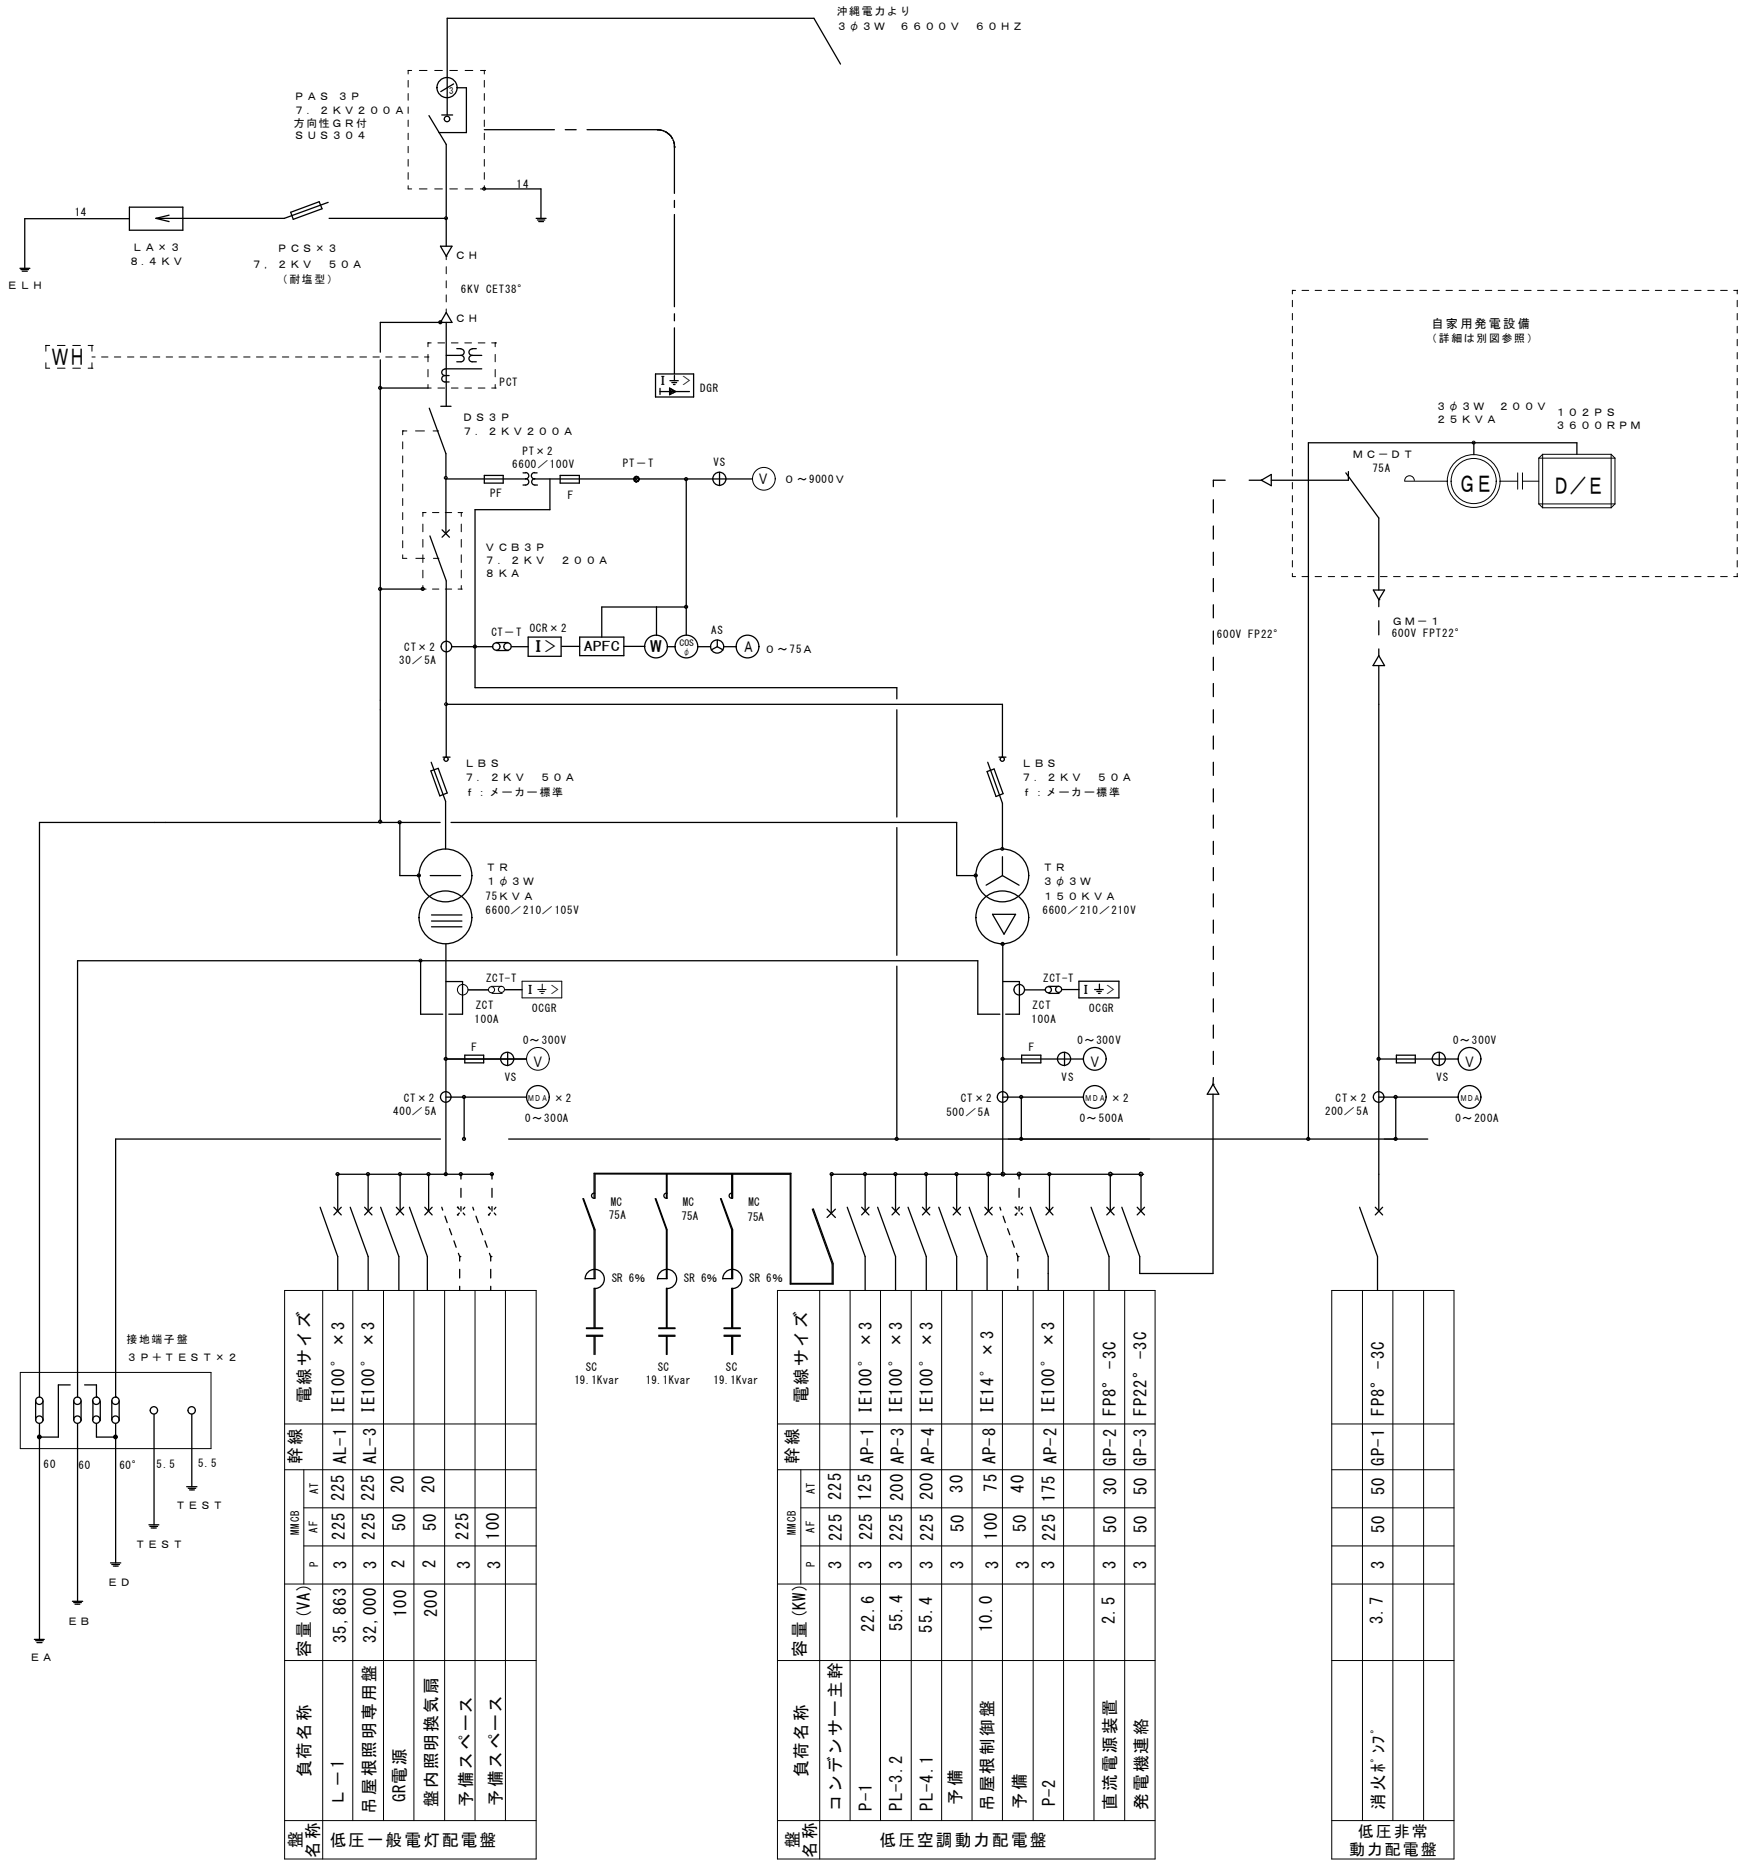 沖縄電力より
3φ3W 6600V 60HZ
PAS 3P
7.2KV200A
方向性GR付
SUS304
14
14
LA×3
8.4KV
PCS×3
7.2KV 50A
(耐塩型)
ELH
CH
6KV CET38°
CH
WH
PCT
I >
DGR
DS3P
7.2KV200A
PT×2
6600/100V
PF
F
PT-T
VS
V
0~9000V
VCB3P
7.2KV 200A
8KA
CT×2
30/5A
CT-T
OCR×2
I>
APFC
W
COS
φ
AS
A
0~75A
自家用発電設備
(詳細は別図参照)
3φ3W 200V
25KVA
102PS
3600RPM
MC-DT
75A
GE
D/E
600V FP22°
GM-1
600V FPT22°
LBS
7.2KV 50A
f:メーカー標準
LBS
7.2KV 50A
f:メーカー標準
TR
1φ3W
75KVA
6600/210/105V
TR
3φ3W
150KVA
6600/210/210V
ZCT-T
I >
ZCT
100A
OCGR
ZCT-T
I >
ZCT
100A
OCGR
F
VS
0~300V
V
CT×2
400/5A
MDA ×2
0~300A
F
VS
0~300V
V
CT×2
500/5A
MDA ×2
0~500A
VS
0~300V
V
CT×2
200/5A
MDA
0~200A
MC
75A
MC
75A
MC
75A
SR 6%
SR 6%
SR 6%
SC
19.1Kvar
SC
19.1Kvar
SC
19.1Kvar
接地端子盤
3P+TEST×2
60
60
60°
5.5
5.5
TEST
TEST
ED
EB
EA
盤名称 負荷名称 容量(VA) MMCB P AF AT 幹線 電線サイズ
低圧一般電灯配電盤
L-1 35,863 3 225 225 AL-1 IE100°×3
吊屋根照明専用盤 32,000 3 225 225 AL-3 IE100°×3
GR電源 100 2 50 20
盤内照明換気扇 200 2 50 20
予備スペース 3 225
予備スペース 3 100
盤名称 負荷名称 容量(KW) MMCB P AF AT 幹線 電線サイズ
低圧空調動力配電盤
コンデンサー主幹 3 225 225
P-1 22.6 3 225 125 AP-1 IE100°×3
PL-3.2 55.4 3 225 200 AP-3 IE100°×3
PL-4.1 55.4 3 225 200 AP-4 IE100°×3
予備 3 50 30
吊屋根制御盤 10.0 3 100 75 AP-8 IE14°×3
予備 3 50 40
P-2 3 225 175 AP-2 IE100°×3
直流電源装置 2.5 3 50 30 GP-2 FP8°-3C
発電機連絡 3 50 50 GP-3 FP22°-3C
低圧非常
動力配電盤
消火ポンプ 3.7 3 50 50 GP-1 FP8°-3C